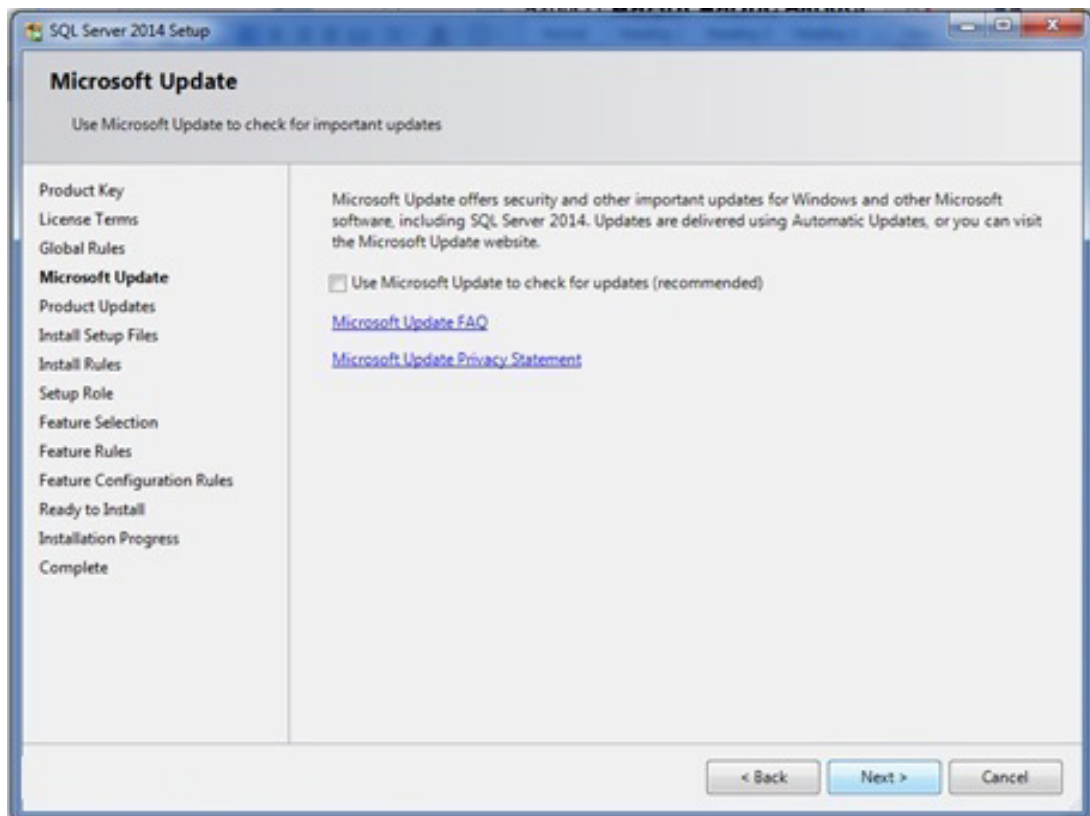 SQL Server 2014 Setup
Microsoft Update
Use Microsoft Update to check for important updates
Product Key
License Terms
Global Rules
Microsoft Update
Product Updates
Install Setup Files
Install Rules
Setup Role
Feature Selection
Feature Rules
Feature Configuration Rules
Ready to Install
Installation Progress
Complete
Microsoft Update offers security and other important updates for Windows and other Microsoft
software, including SQL Server 2014. Updates are delivered using Automatic Updates, or you can visit
the Microsoft Update website.
Use Microsoft Update to check for updates (recommended)
Microsoft Update FAQ
Microsoft Update Privacy Statement
< Back
Next >
Cancel